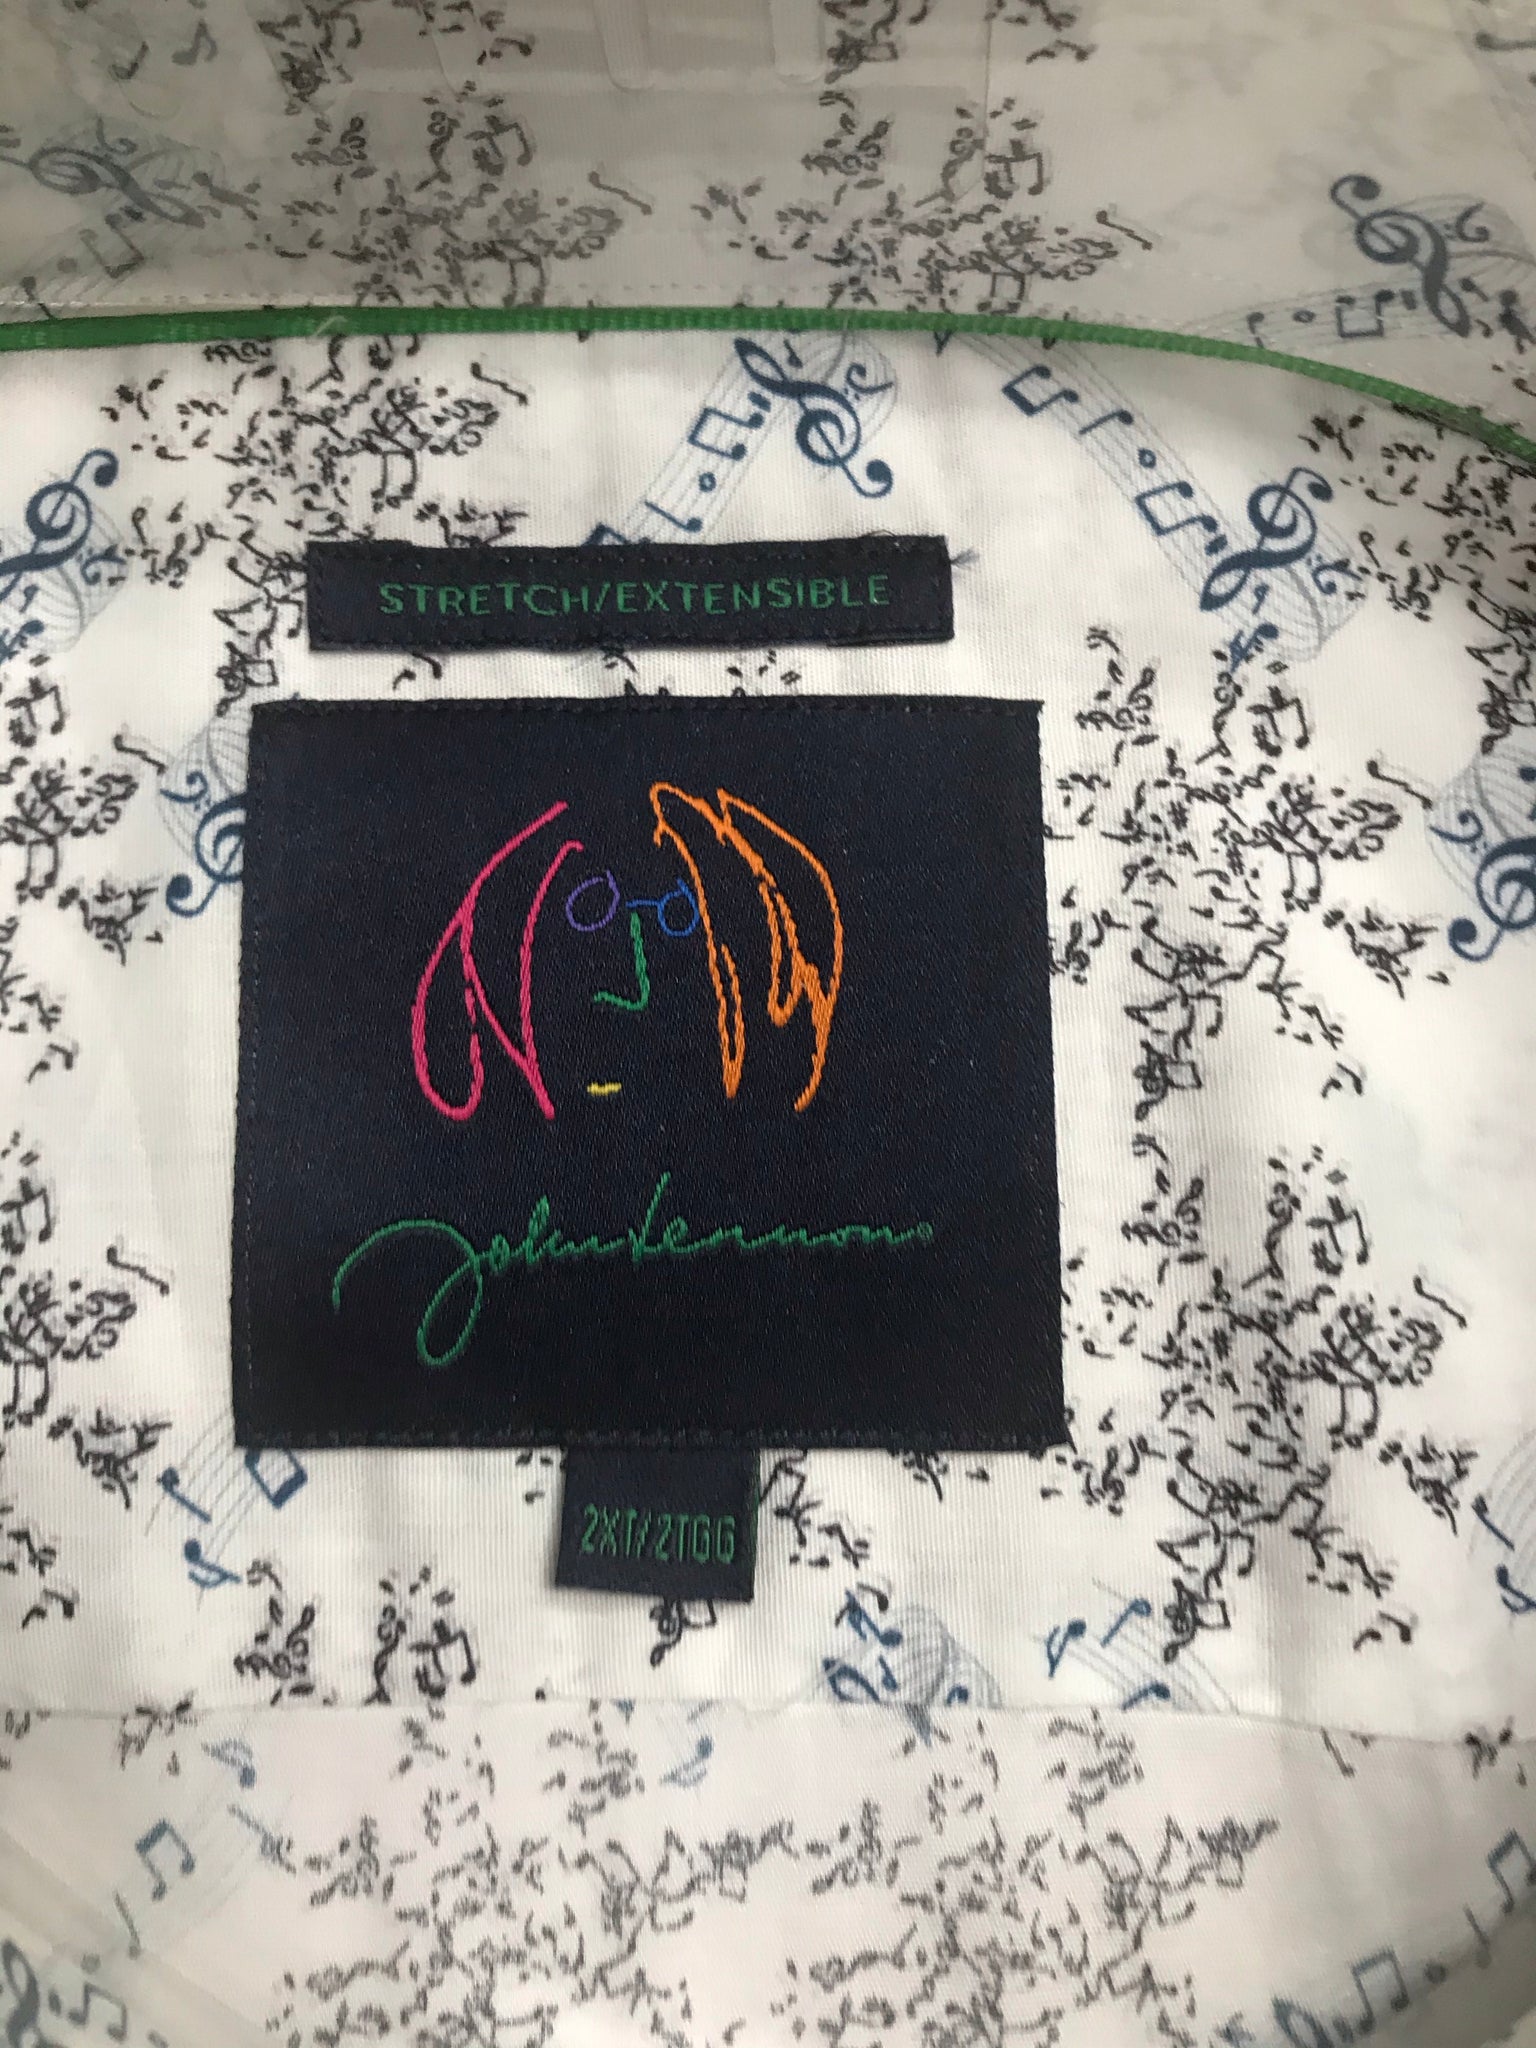 STRETCH/EXTENSIBLE
John Lennon
2XT/2TGG